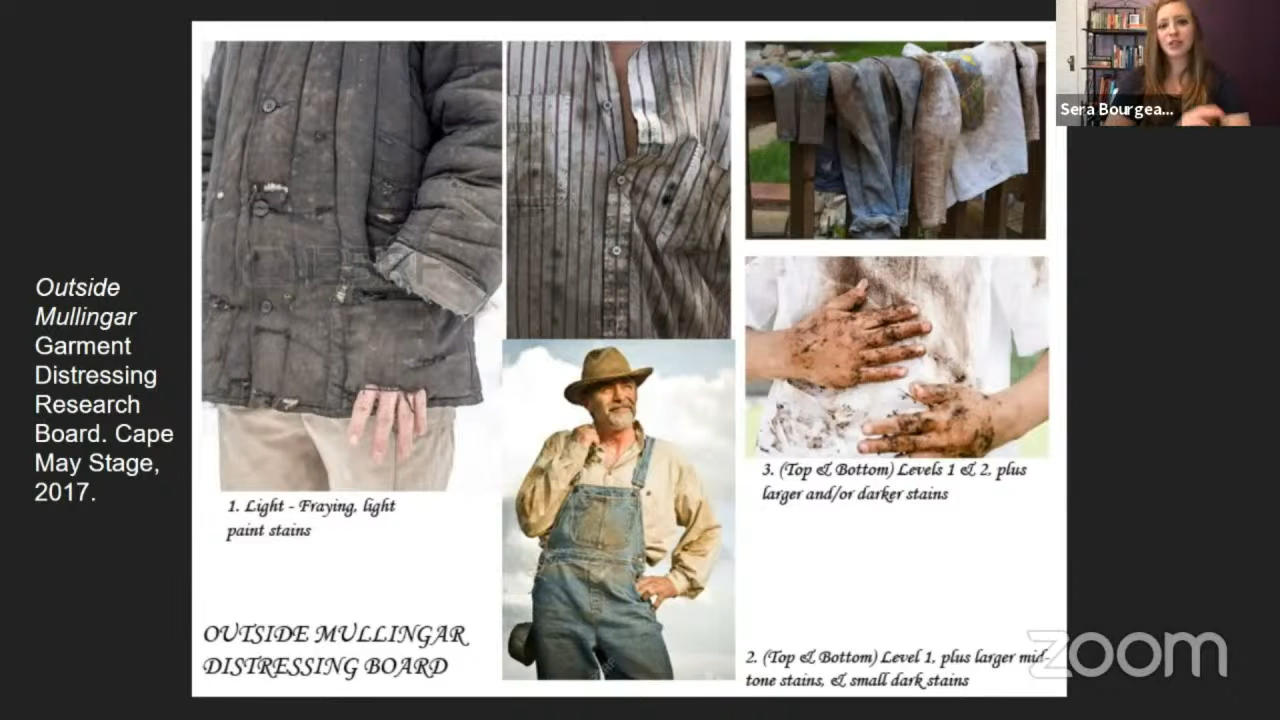 Sera Bourgea...
Outside
Mullingar
Garment
Distressing
Research
Board. Cape
May Stage,
2017.
1. Light - Fraying, light
paint stains
3. (Top & Bottom) Levels 1 & 2, plus
larger and/or darker stains
OUTSIDE MULLINGAR
DISTRESSING BOARD
2. (Top & Bottom) Level 1, plus larger mid-
tone stains, & small dark stains
zoom